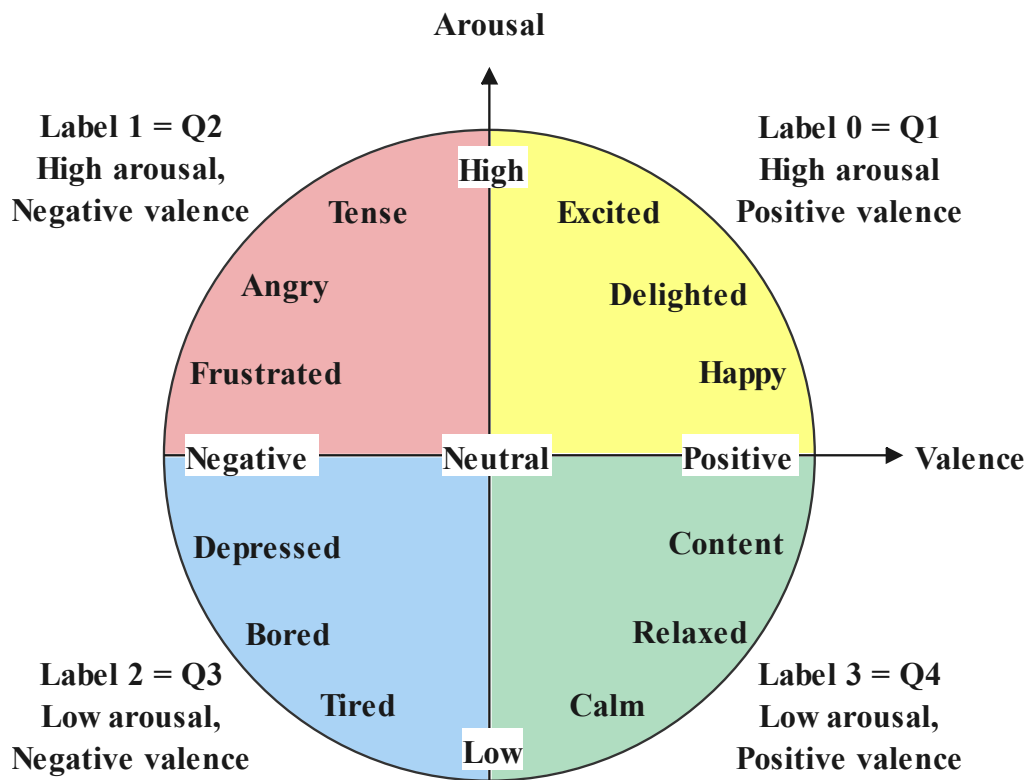 Arousal
Label 1 = Q2
High arousal,
Negative valence
Label 0 = Q1
High arousal
Positive valence
High
Tense
Excited
Angry
Delighted
Frustrated
Happy
Negative
Neutral
Positive
Valence
Depressed
Content
Bored
Relaxed
Tired
Calm
Low
Label 2 = Q3
Low arousal,
Negative valence
Label 3 = Q4
Low arousal,
Positive valence